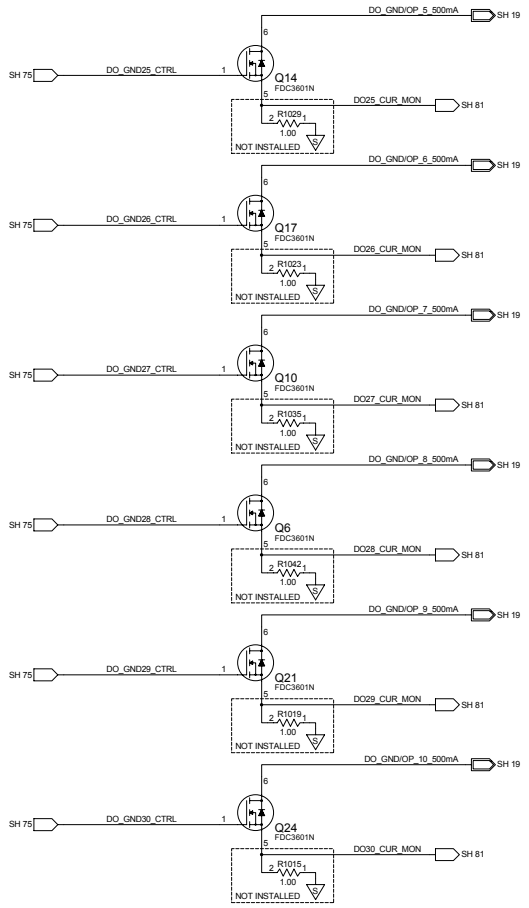 DO_GND/OP_5_500mA
SH 19
6
SH 75
DO_GND25_CTRL
1
Q14
FDC3601N
5
DO25_CUR_MON
SH 81
2
R1029
1
1.00
S
NOT INSTALLED
DO_GND/OP_6_500mA
SH 19
6
SH 75
DO_GND26_CTRL
1
Q17
FDC3601N
5
DO26_CUR_MON
SH 81
2
R1023
1
1.00
S
NOT INSTALLED
DO_GND/OP_7_500mA
SH 19
6
SH 75
DO_GND27_CTRL
1
Q10
FDC3601N
5
DO27_CUR_MON
SH 81
2
R1035
1
1.00
S
NOT INSTALLED
DO_GND/OP_8_500mA
SH 19
6
SH 75
DO_GND28_CTRL
1
Q6
FDC3601N
5
DO28_CUR_MON
SH 81
2
R1042
1
1.00
S
NOT INSTALLED
DO_GND/OP_9_500mA
SH 19
6
SH 75
DO_GND29_CTRL
1
Q21
FDC3601N
5
DO29_CUR_MON
SH 81
2
R1019
1
1.00
S
NOT INSTALLED
DO_GND/OP_10_500mA
SH 19
6
SH 75
DO_GND30_CTRL
1
Q24
FDC3601N
5
DO30_CUR_MON
SH 81
2
R1015
1
1.00
S
NOT INSTALLED